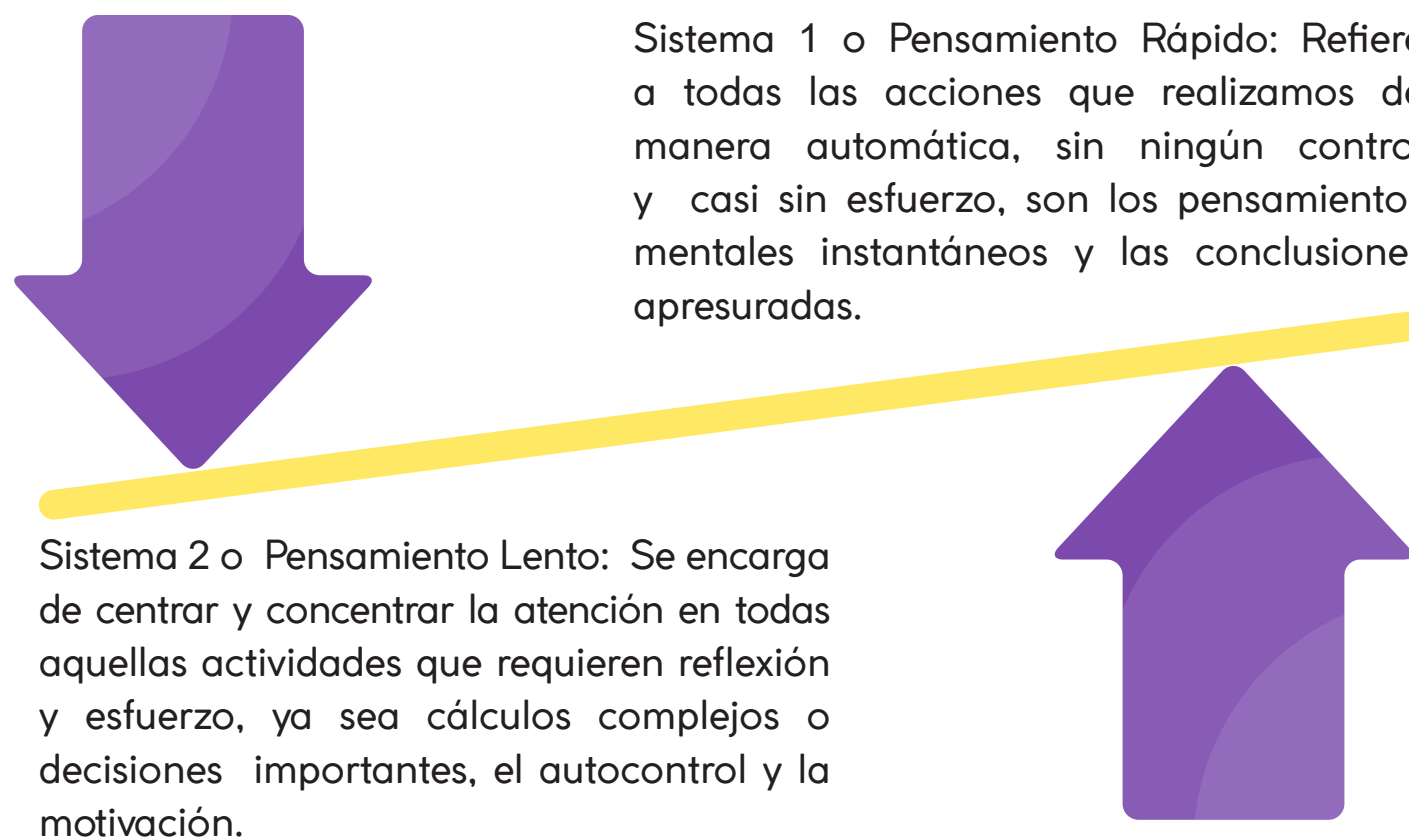 Sistema 1 o Pensamiento Rápido: Refiere
a todas las acciones que realizamos de
manera automática, sin ningún contro
y casi sin esfuerzo, son los pensamiento
mentales instantáneos y las conclusione
apresuradas.
Sistema 2 o Pensamiento Lento: Se encarga
de centrar y concentrar la atención en todas
aquellas actividades que requieren reflexión
y esfuerzo, ya sea cálculos complejos o
decisiones importantes, el autocontrol y la
motivación.